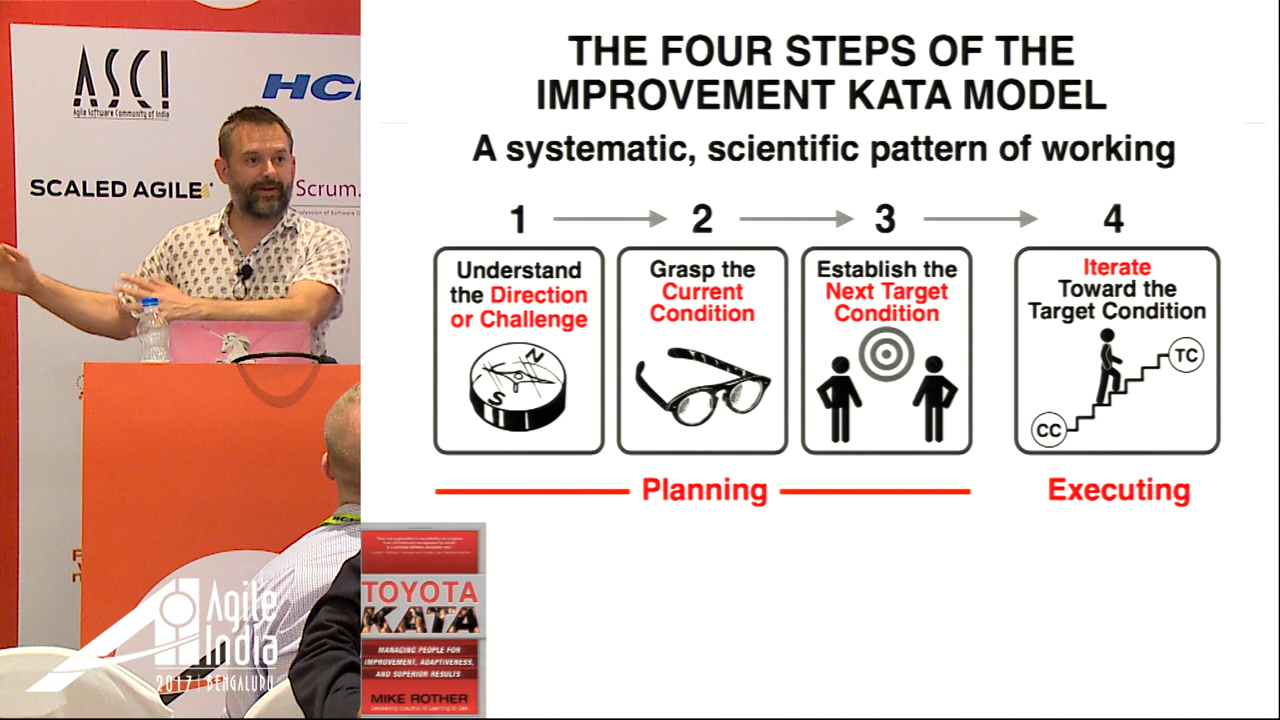 ASCI
Agile Software Community of India
HCL
SCALED AGILE
Scrum.
THE FOUR STEPS OF THE
IMPROVEMENT KATA MODEL
A systematic, scientific pattern of working
1
2
3
4
Understand
the Direction
or Challenge
N
S
Grasp the
Current
Condition
Establish the
Next Target
Condition
Iterate
Toward the
Target Condition
TC
CC
Planning
Executing
TOYOTA
KATA
MANAGING PEOPLE FOR
IMPROVEMENT, ADAPTIVENESS,
AND SUPERIOR RESULTS
MIKE ROTHER
Agile
India
2017 | BENGALURU